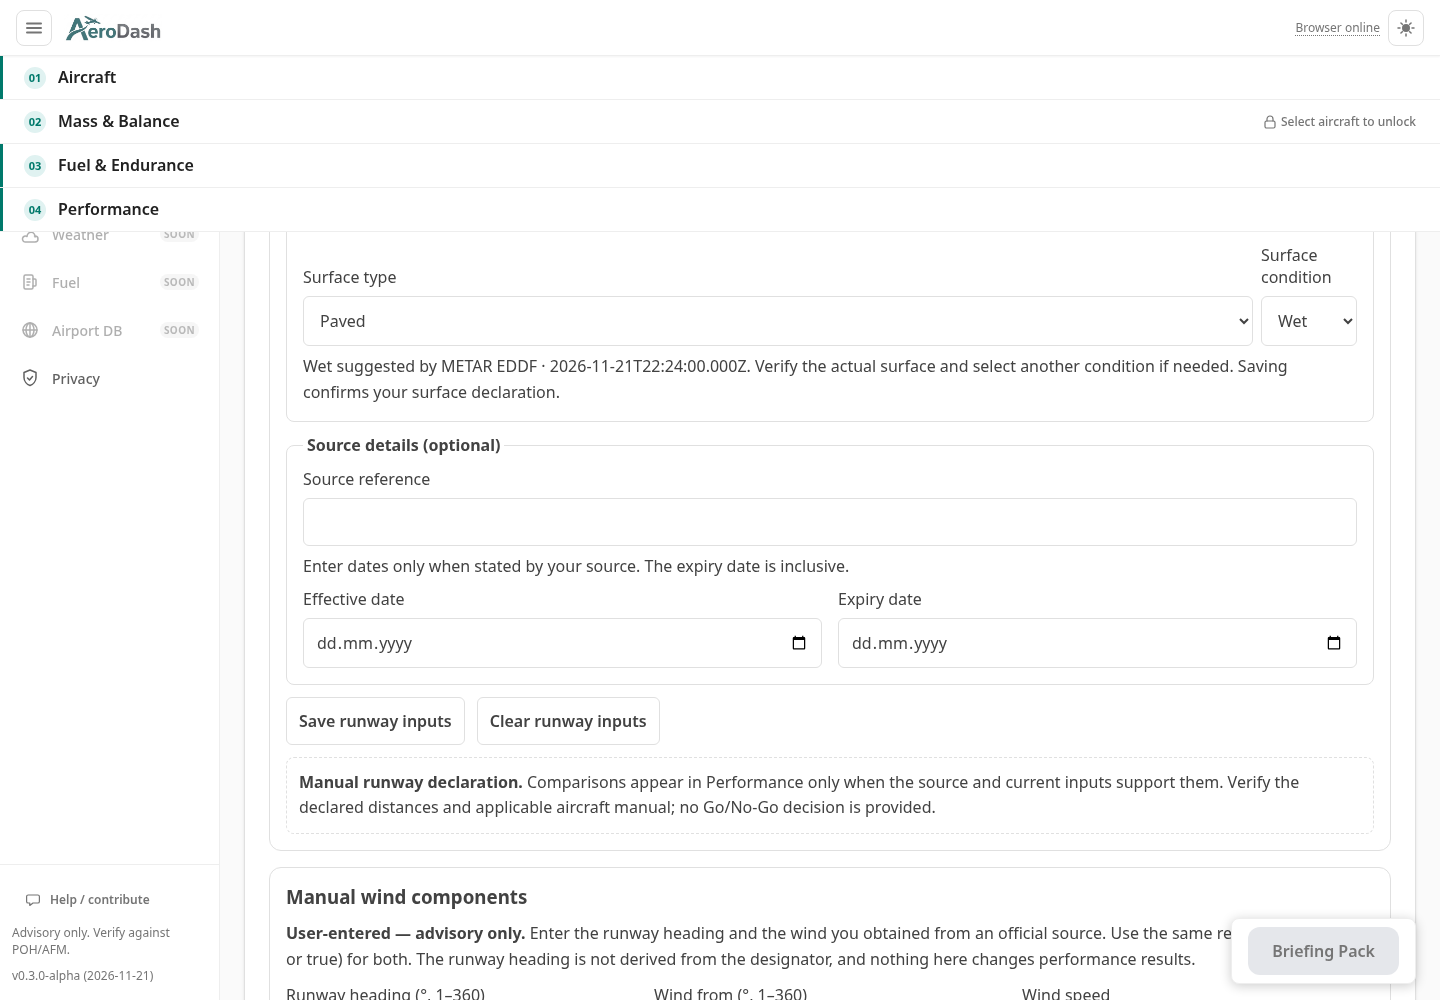 AeroDash
Browser online
01 Aircraft
02 Mass & Balance
Select aircraft to unlock
03 Fuel & Endurance
04 Performance
Weather SOON
Fuel SOON
Airport DB SOON
Privacy
Surface type
Surface
condition
Paved
Wet
Wet suggested by METAR EDDF · 2026-11-21T22:24:00.000Z. Verify the actual surface and select another condition if needed. Saving
confirms your surface declaration.
Source details (optional)
Source reference
Enter dates only when stated by your source. The expiry date is inclusive.
Effective date
Expiry date
dd.mm.yyyy
dd.mm.yyyy
Save runway inputs
Clear runway inputs
Manual runway declaration. Comparisons appear in Performance only when the source and current inputs support them. Verify the
declared distances and applicable aircraft manual; no Go/No-Go decision is provided.
Manual wind components
User-entered — advisory only. Enter the runway heading and the wind you obtained from an official source. Use the same
or true) for both. The runway heading is not derived from the designator, and nothing here changes performance results.
Runway heading (°, 1–360)
Wind from (°, 1–360)
Wind speed
Help / contribute
Advisory only. Verify against
POH/AFM.
v0.3.0-alpha (2026-11-21)
Briefing Pack